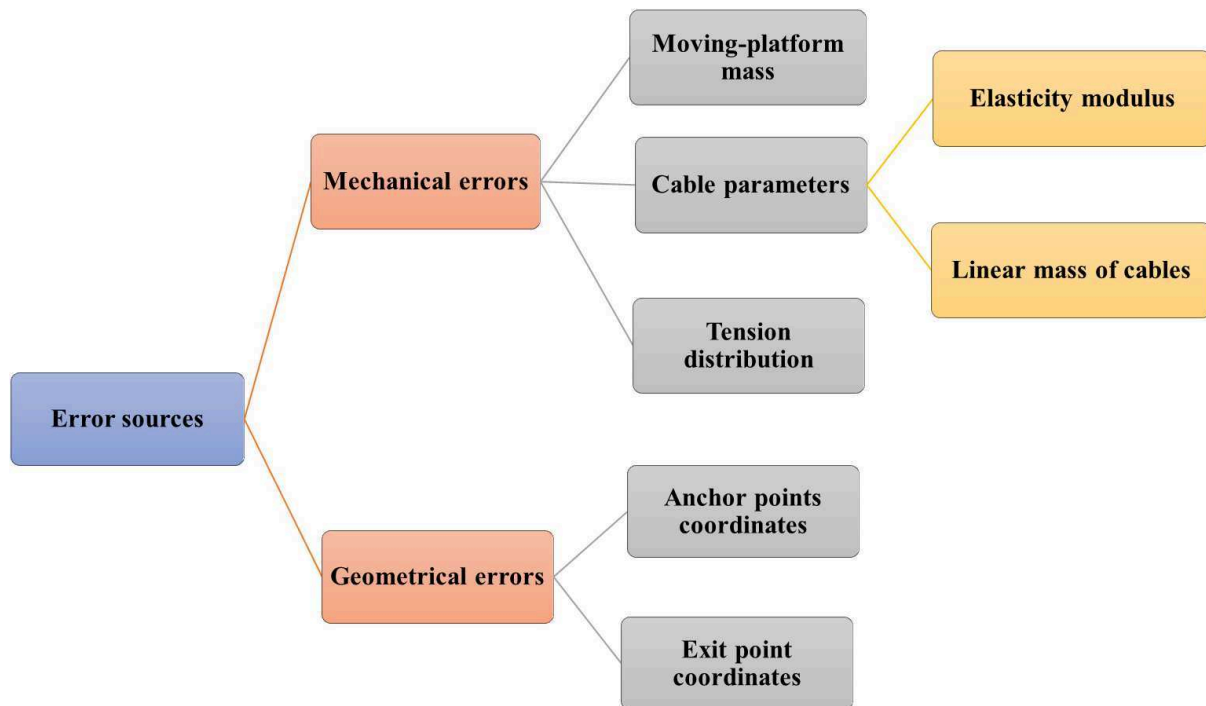 Moving-platform
mass
Elasticity modulus
Mechanical errors
Cable parameters
Linear mass of cables
Tension
distribution
Error sources
Anchor points
coordinates
Geometrical errors
Exit point
coordinates